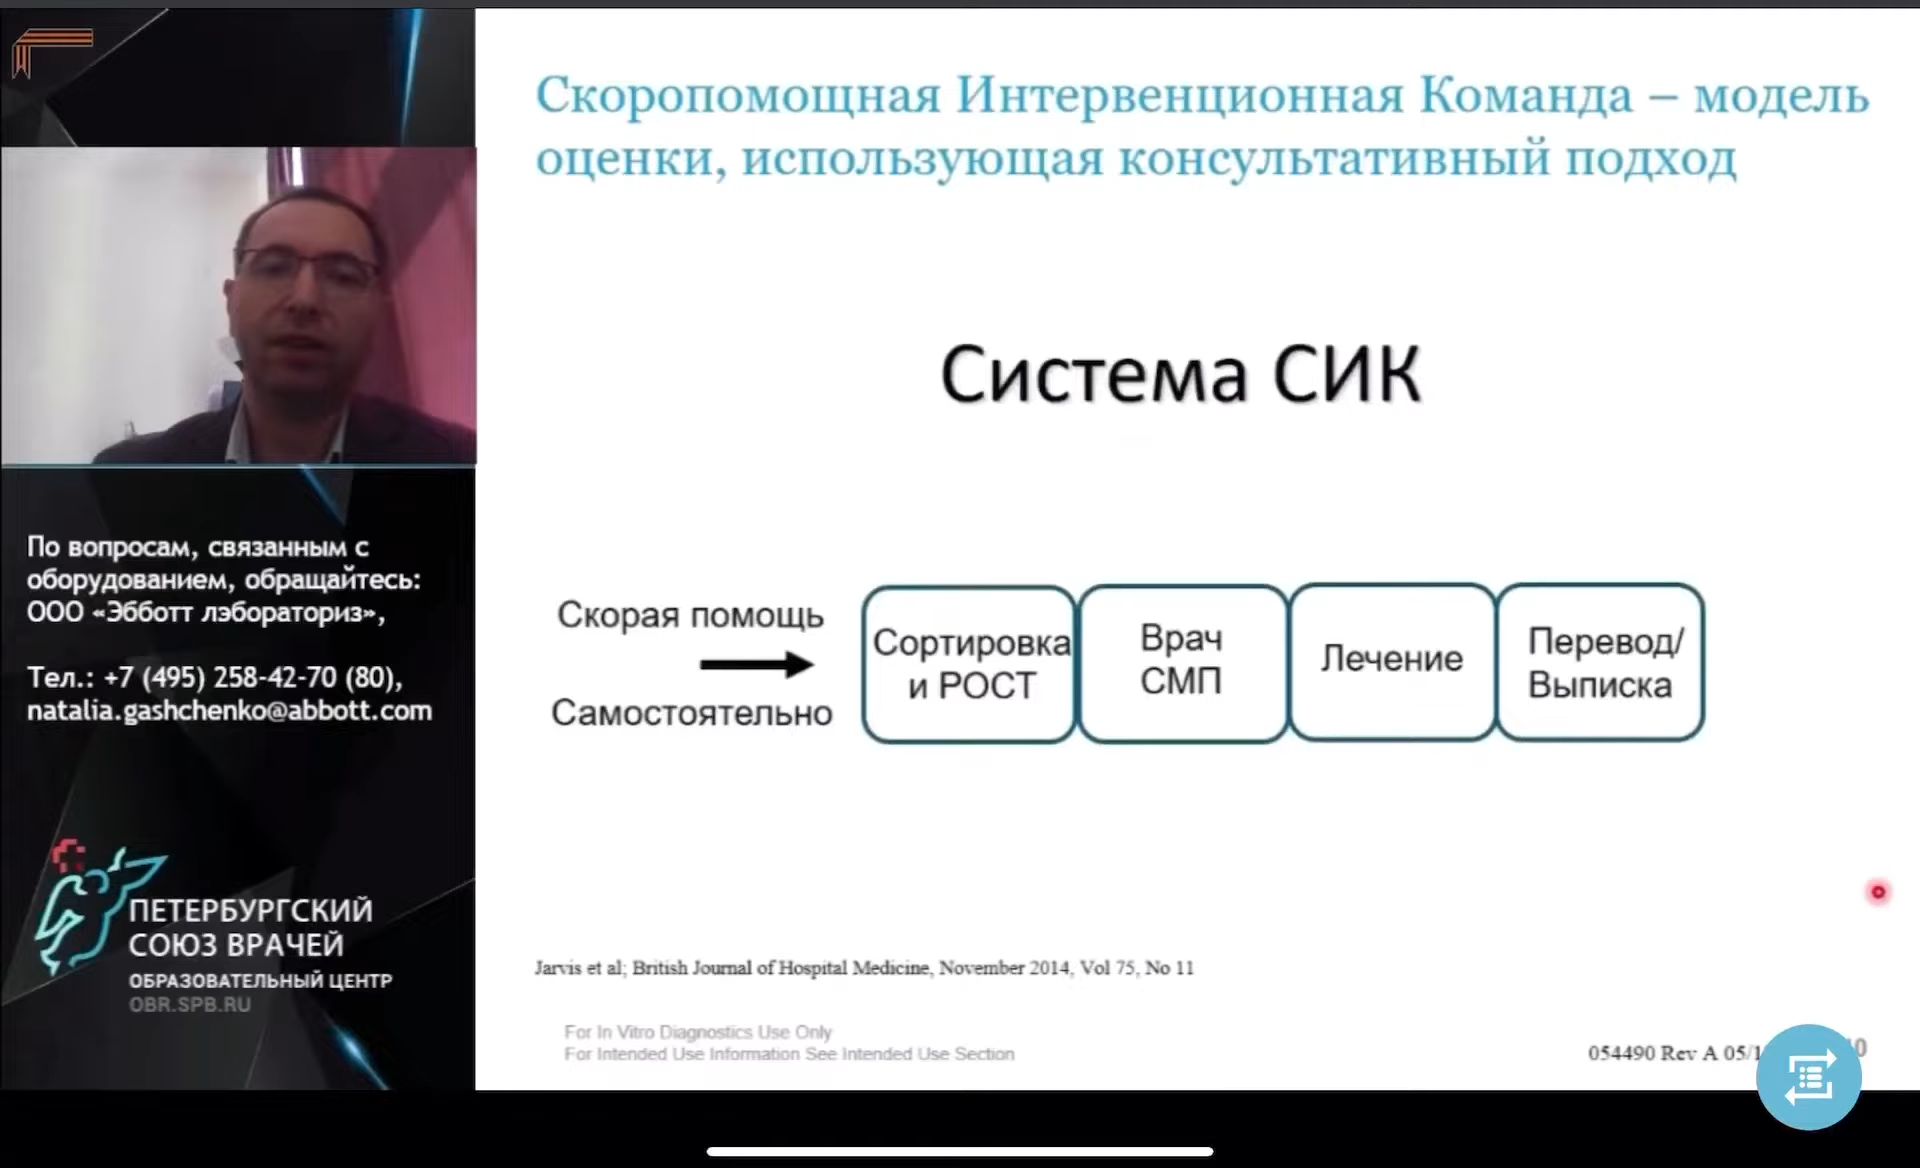 Скоропомощная Интервенционная Команда – модель
оценки, использующая консультативный подход
Система СИК
Скорая помощь
Самостоятельно
Сортировка
и РОСТ
Врач
СМП
Лечение
Перевод/
Выписка
Jarvis et al; British Journal of Hospital Medicine, November 2014, Vol 75, No 11
For In Vitro Diagnostics Use Only
For Intended Use Information See Intended Use Section
054490 Rev A 05/1
По вопросам, связанным с
оборудованием, обращайтесь:
ООО «Эбботт лэбораториз»,
Тел.: +7 (495) 258-42-70 (80),
natalia.gashchenko@abbott.com
ПЕТЕРБУРГСКИЙ
СОЮЗ ВРАЧЕЙ
ОБРАЗОВАТЕЛЬНЫЙ ЦЕНТР
OBR.SPB.RU